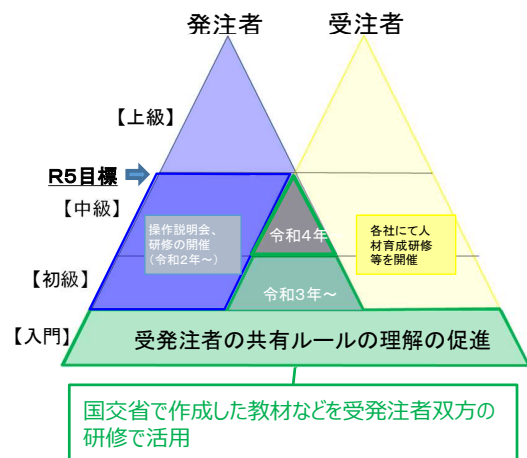 発注者
受注者
【上級】
R5目標
【中級】
操作説明会、
研修の開催
（令和2年～）
令和4年～
各社にて人
材育成研修
等を開催
【初級】
令和3年～
【入門】
受発注者の共有ルールの理解の促進
国交省で作成した教材などを受発注者双方の
研修で活用